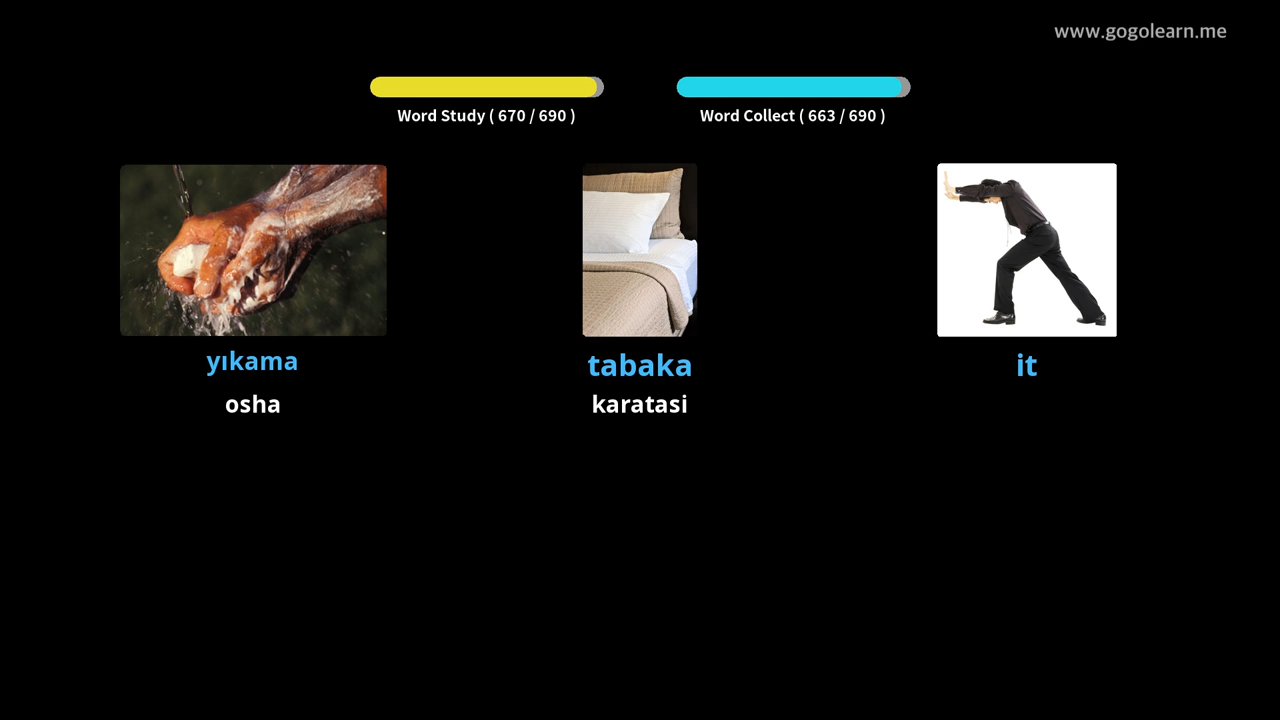 www.gogolearn.me
Word Study ( 670 / 690 )
Word Collect ( 663 / 690 )
yıkama
osha
tabaka
karatasi
it